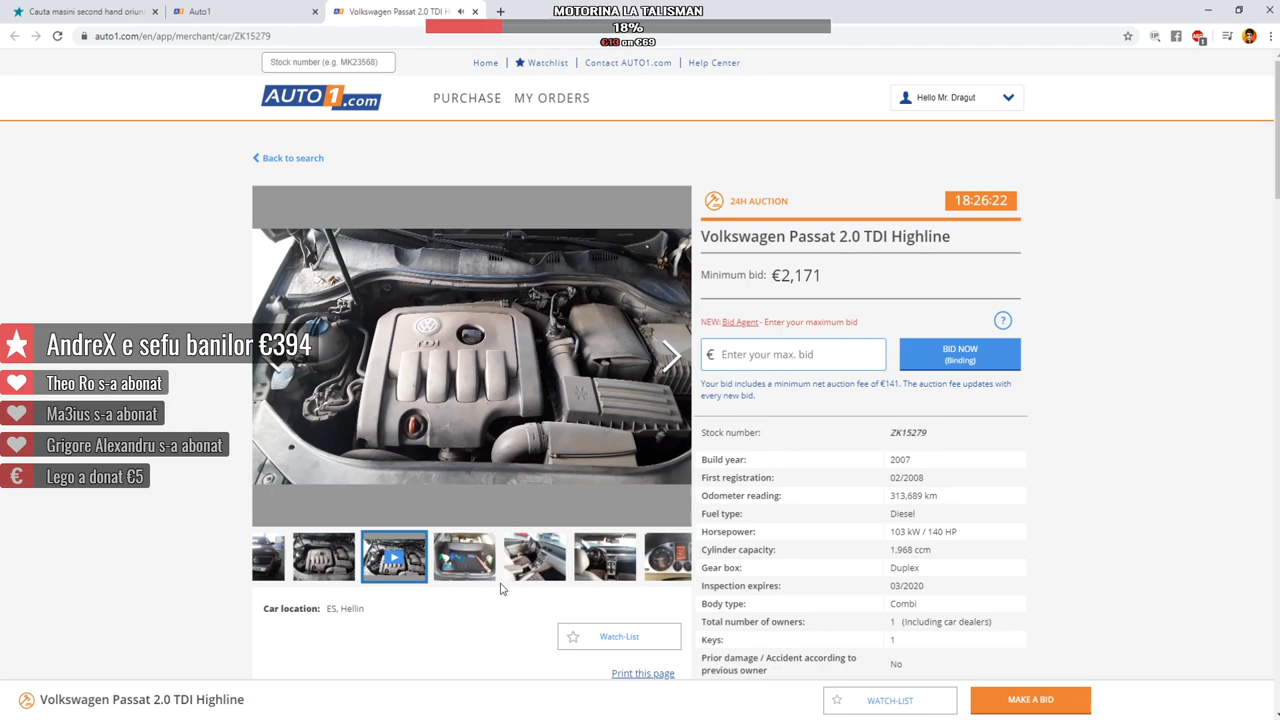 Cauta masini second hand oriun
Auto1
Volkswagen Passat 2.0 TDI H
MOTORINA LA TALISMAN
18%
€13 on €69
auto1.com/en/app/merchant/car/ZK15279
Stock number (e.g. MK23568)
Home
Watchlist
Contact AUTO1.com
Help Center
AUTO1.com
PURCHASE
MY ORDERS
Hello Mr. Dragut
Back to search
24H AUCTION
18:26:22
Volkswagen Passat 2.0 TDI Highline
Minimum bid: €2,171
NEW: Bid Agent - Enter your maximum bid
?
€ Enter your max. bid
BID NOW
(Binding)
Your bid includes a minimum net auction fee of €141. The auction fee updates with
every new bid.
TDI
AndreX e sefu banilor €394
Theo Ro s-a abonat
Ma3ius s-a abonat
Grigore Alexandru s-a abonat
€ Lego a donat €5
Stock number: ZK15279
Build year: 2007
First registration: 02/2008
Odometer reading: 313,689 km
Fuel type: Diesel
Horsepower: 103 kW / 140 HP
Cylinder capacity: 1,968 ccm
Gear box: Duplex
Inspection expires: 03/2020
Body type: Combi
Total number of owners: 1 (Including car dealers)
Keys: 1
Prior damage / Accident according to
previous owner
No
Car location: ES, Hellin
Watch-List
Print this page
Volkswagen Passat 2.0 TDI Highline
WATCH-LIST
MAKE A BID